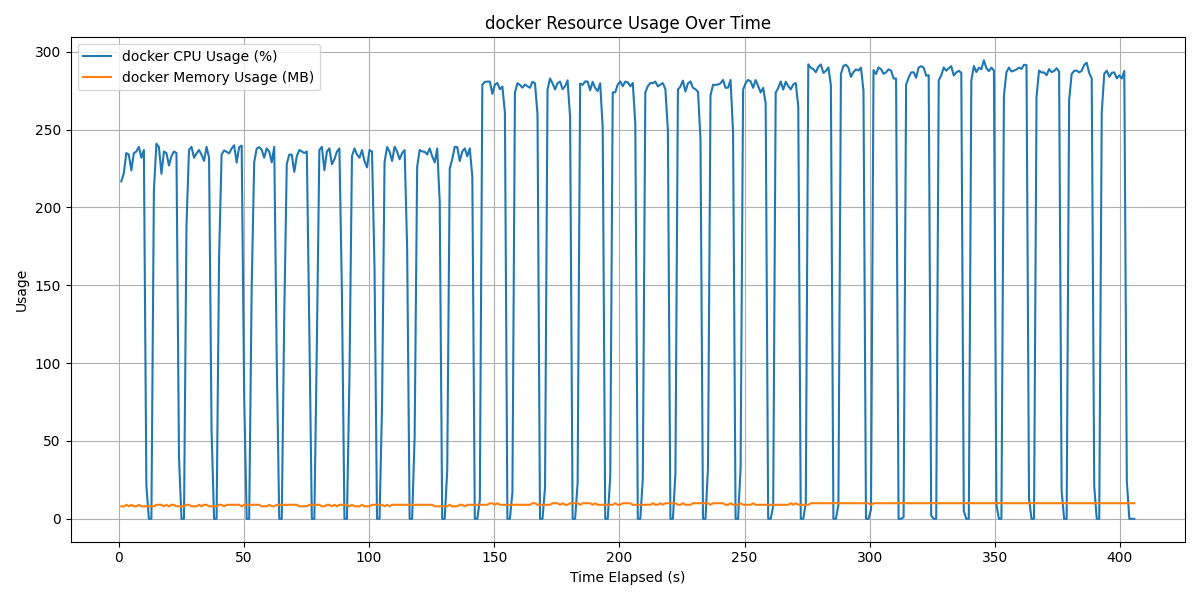 docker Resource Usage Over Time
docker CPU Usage (%)
docker Memory Usage (MB)
Usage
300
250
200
150
100
50
0
0 50 100 150 200 250 300 350 400
Time Elapsed (s)